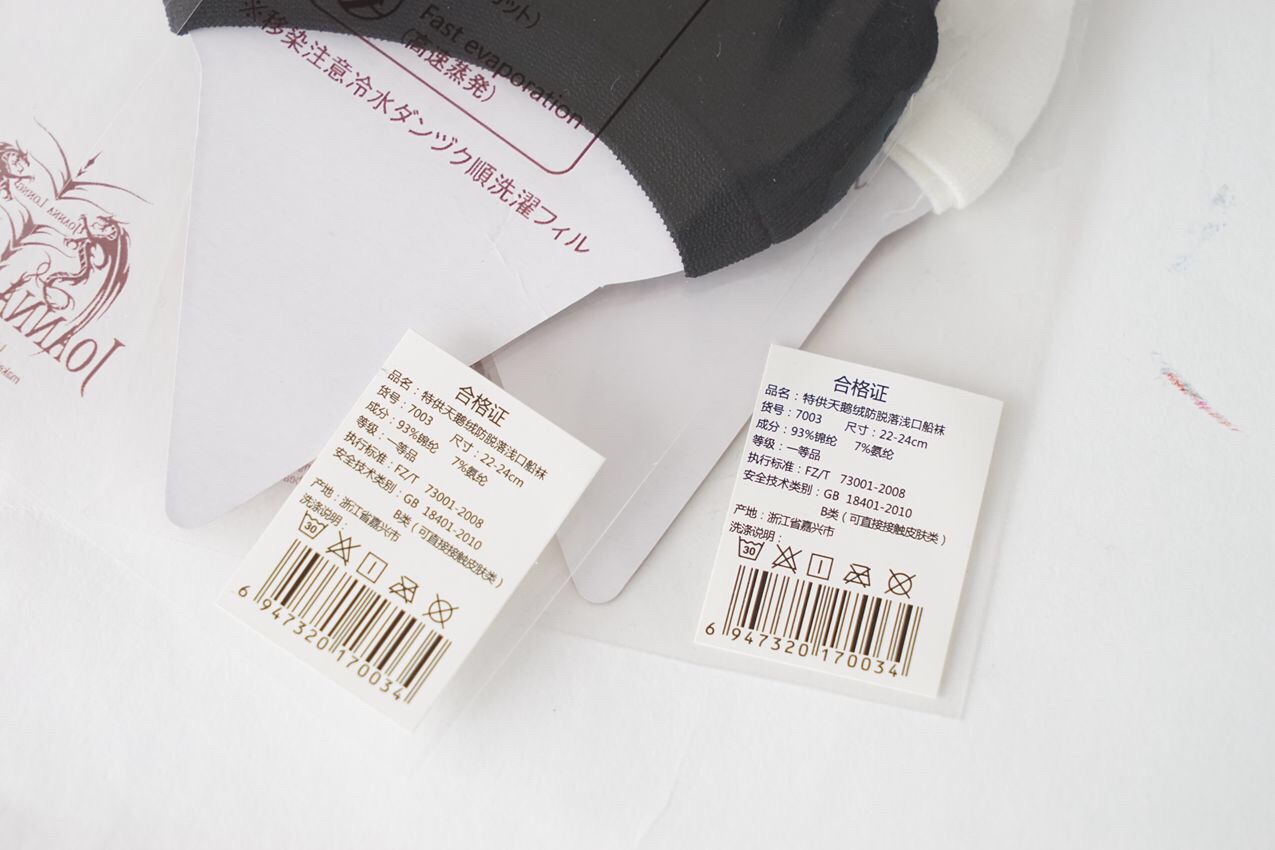 ット)
Fast evaporation
(高速蒸発)
※移染注意冷水ダンヅク順洗濯フィル
JOANNA LONNO
JOANNA
合格证
品名：特供天鹅绒防脱落浅口船袜
货号：7003 尺寸：22-24cm
成分：93%锦纶 7%氨纶
等级：一等品
执行标准：FZ/T 73001-2008
安全技术类别：GB 18401-2010
B类（可直接接触皮肤类）
产地：浙江省嘉兴市
洗涤说明：
30
6 947320 170034
合格证
品名：特供天鹅绒防脱落浅口船袜
货号：7003 尺寸：22-24cm
成分：93%锦纶 7%氨纶
等级：一等品
执行标准：FZ/T 73001-2008
安全技术类别：GB 18401-2010
B类（可直接接触皮肤类）
产地：浙江省嘉兴市
洗涤说明：
30
6 947320 170034